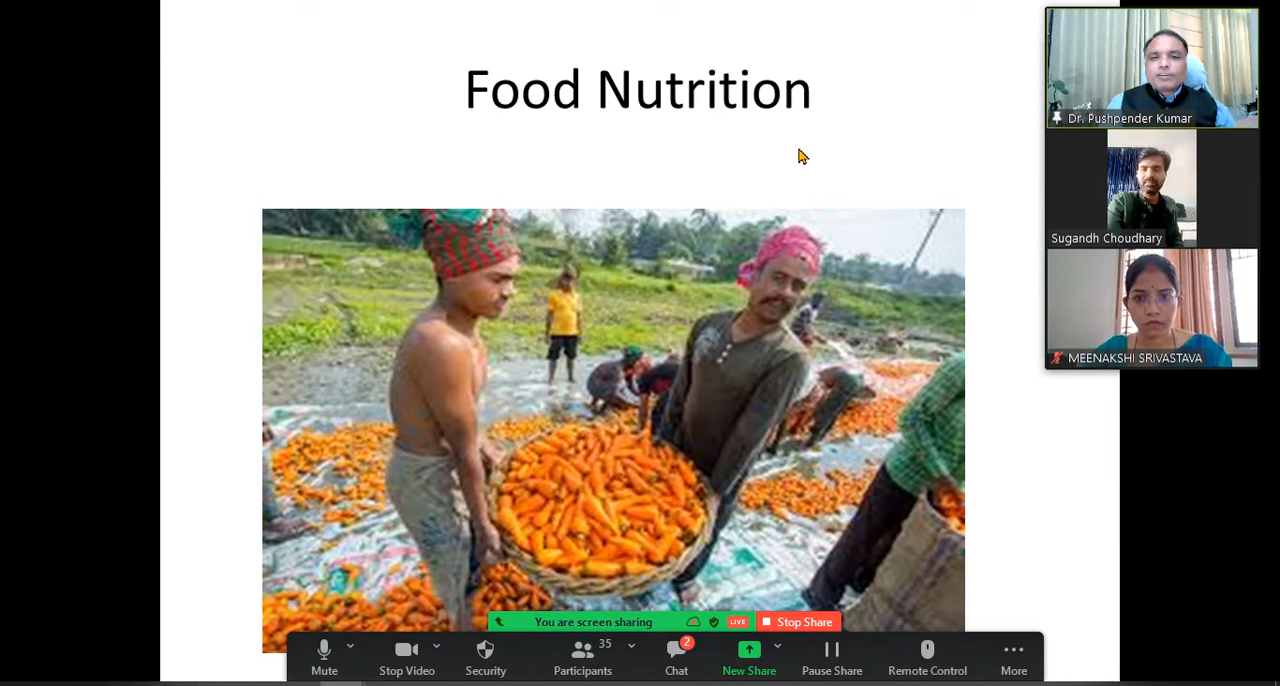 Food Nutrition
Dr. Pushpender Kumar
Sugandh Choudhary
MEENAKSHI SRIVASTAVA
You are screen sharing
LIVE
Stop Share
Mute
Stop Video
Security
35
Participants
2
Chat
New Share
Pause Share
Remote Control
More